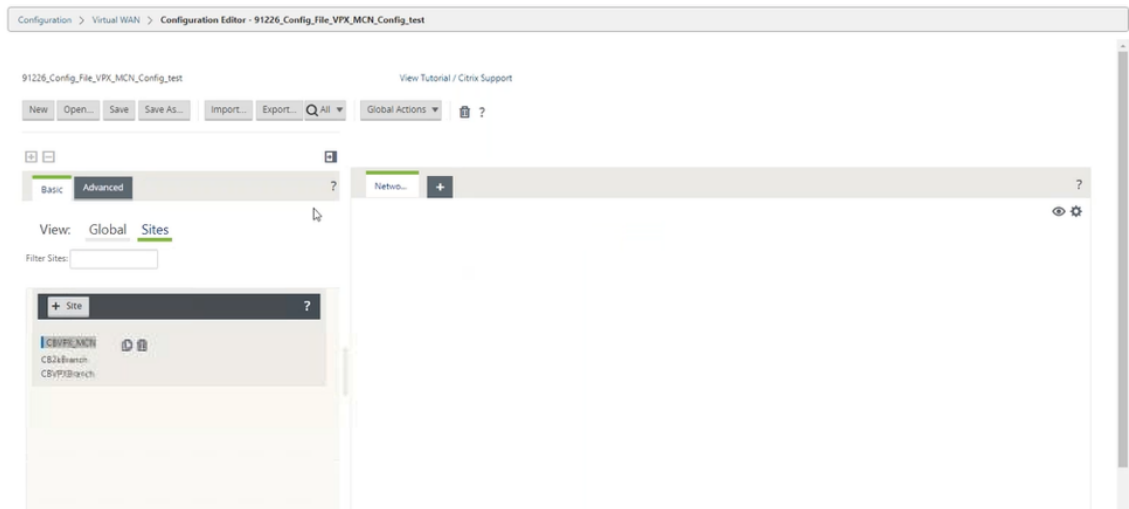 Configuration > Virtual WAN > Configuration Editor - 91226_Config_File_VPX_MCN_Config_test
91226_Config_File_VPX_MCN_Config_test
View Tutorial / Citrix Support
New Open... Save Save As... Import... Export... All Global Actions ?
Basic Advanced ?
Netwo... + ?
View: Global Sites
Filter Sites:
+ Site ?
CB2kBranch
CBVPXBranch